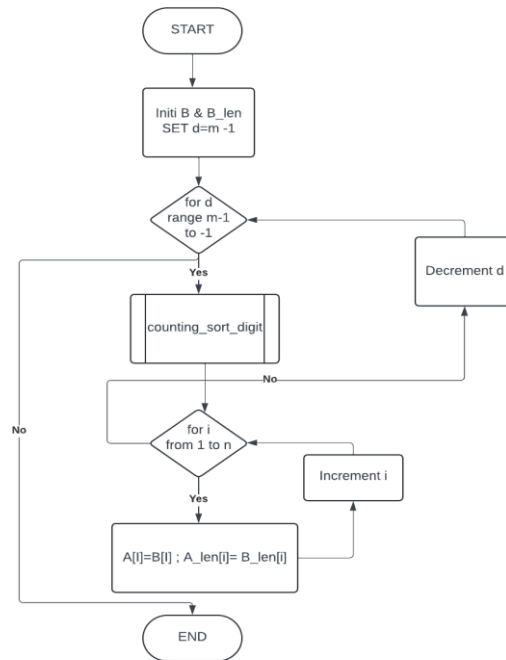 START
Initi B & B_len
SET d=m -1
for d
range m-1
to -1
Decrement d
Yes
counting_sort_digit
No
for i
from 1 to n
No
Increment i
Yes
A[I]=B[I] ; A_len[i]= B_len[i]
END